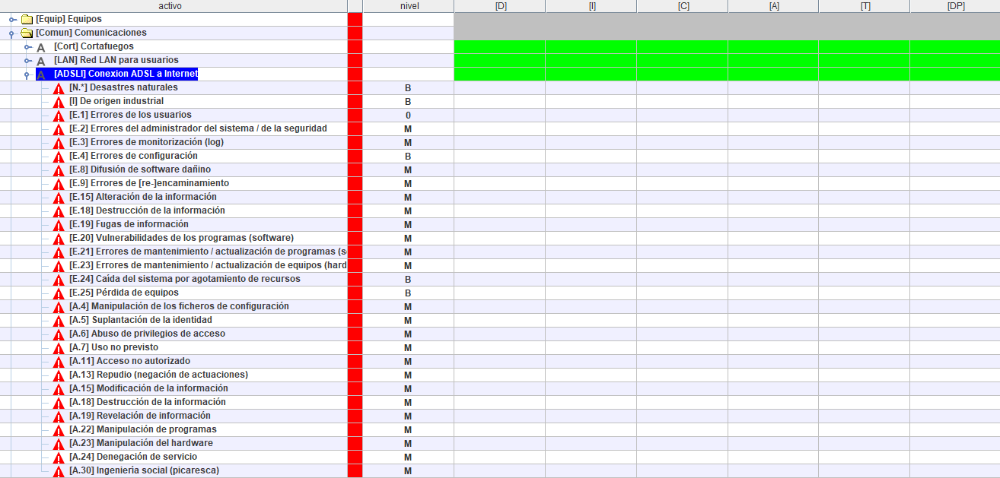 activo nivel [D] [I] [C] [A] [T] [DP]
[Equip] Equipos
[Comun] Comunicaciones
A [Cort] Cortafuegos
A [LAN] Red LAN para usuarios
A [ADSLI] Conexion ADSL a Internet
[N.*] Desastres naturales B
[I] De origen industrial B
[E.1] Errores de los usuarios 0
[E.2] Errores del administrador del sistema / de la seguridad M
[E.3] Errores de monitorización (log) M
[E.4] Errores de configuración B
[E.8] Difusión de software dañino M
[E.9] Errores de [re-]encaminamiento M
[E.15] Alteración de la información M
[E.18] Destrucción de la información M
[E.19] Fugas de información M
[E.20] Vulnerabilidades de los programas (software) M
[E.21] Errores de mantenimiento / actualización de programas (s M
[E.23] Errores de mantenimiento / actualización de equipos (hard M
[E.24] Caída del sistema por agotamiento de recursos B
[E.25] Pérdida de equipos B
[A.4] Manipulación de los ficheros de configuración M
[A.5] Suplantación de la identidad M
[A.6] Abuso de privilegios de acceso M
[A.7] Uso no previsto M
[A.11] Acceso no autorizado M
[A.13] Repudio (negación de actuaciones) M
[A.15] Modificación de la información M
[A.18] Destrucción de la información M
[A.19] Revelación de información M
[A.22] Manipulación de programas M
[A.23] Manipulación del hardware M
[A.24] Denegación de servicio M
[A.30] Ingeniería social (picaresca) M